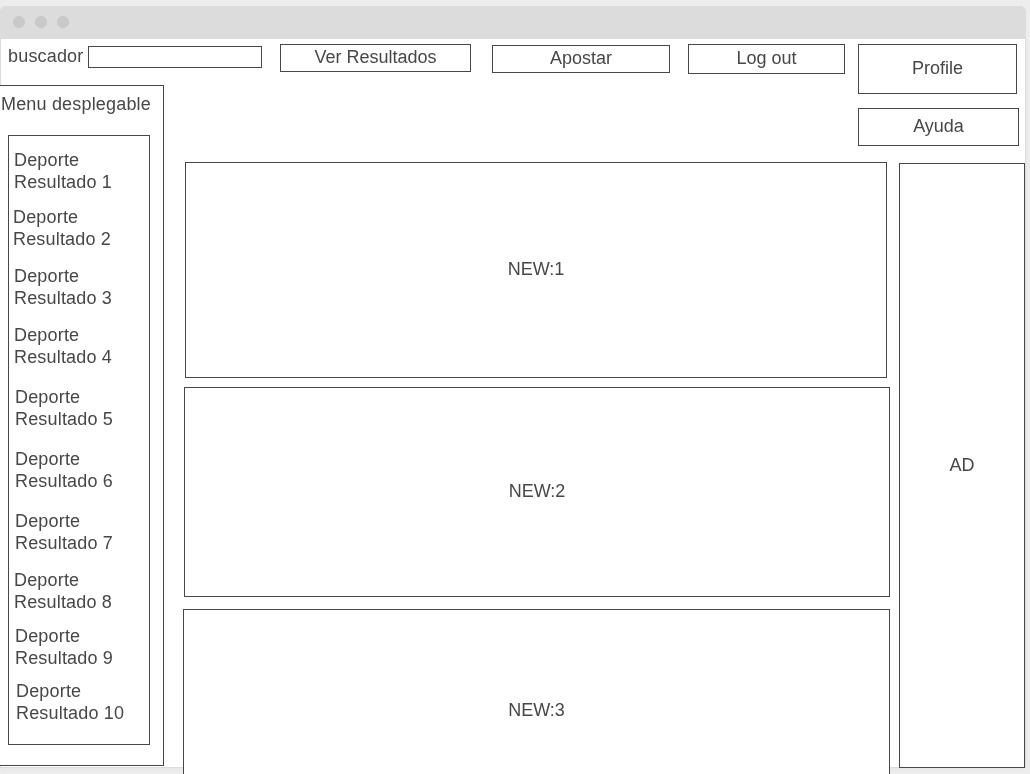 buscador
Ver Resultados
Apostar
Log out
Profile
Ayuda
Menu desplegable
Deporte
Resultado 1
Deporte
Resultado 2
Deporte
Resultado 3
Deporte
Resultado 4
Deporte
Resultado 5
Deporte
Resultado 6
Deporte
Resultado 7
Deporte
Resultado 8
Deporte
Resultado 9
Deporte
Resultado 10
NEW:1
NEW:2
NEW:3
AD